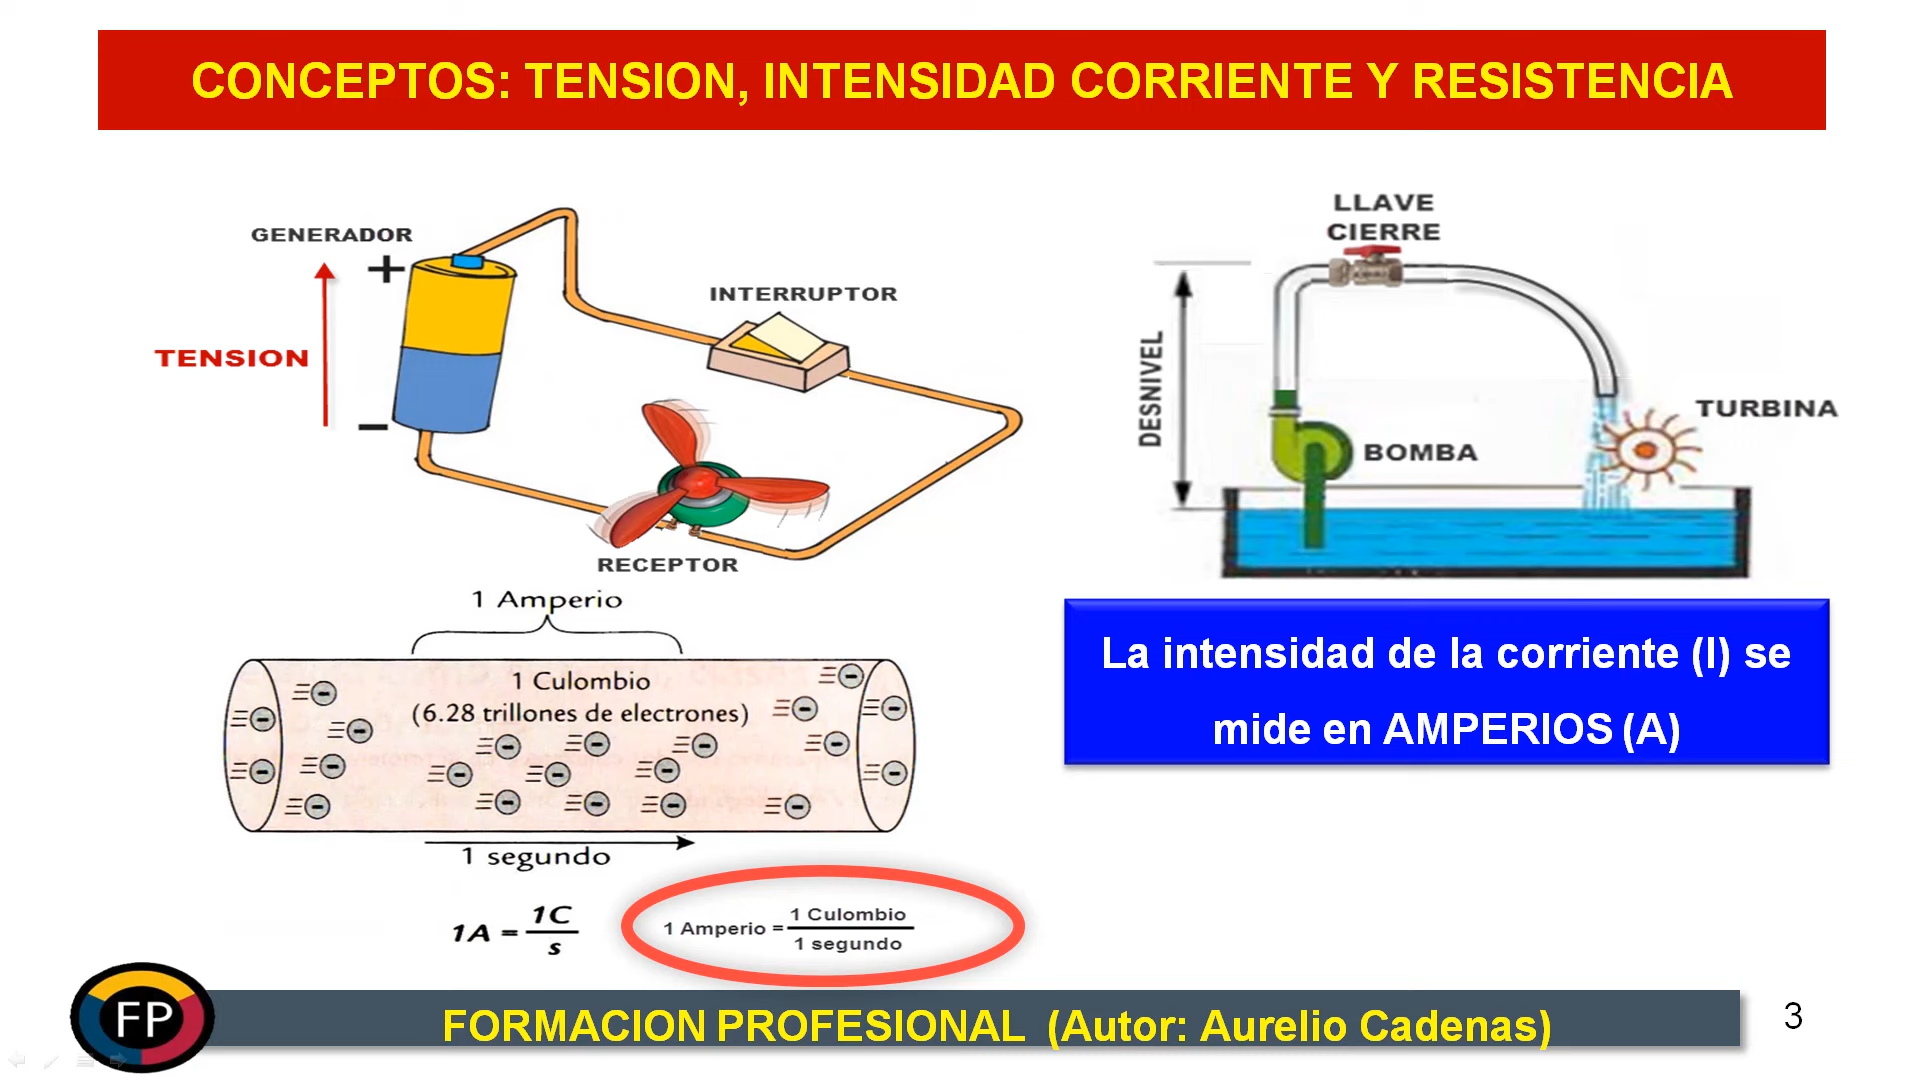 CONCEPTOS: TENSION, INTENSIDAD CORRIENTE Y RESISTENCIA
GENERADOR
+
TENSION
-
INTERRUPTOR
RECEPTOR
LLAVE
CIERRE
DESNIVEL
BOMBA
TURBINA
1 Amperio
1 Culombio
(6.28 trillones de electrones)
1 segundo
1A = 1C
s
1 Amperio = 1 Culombio
1 segundo
La intensidad de la corriente (I) se
mide en AMPERIOS (A)
FP
FORMACION PROFESIONAL (Autor: Aurelio Cadenas)
3